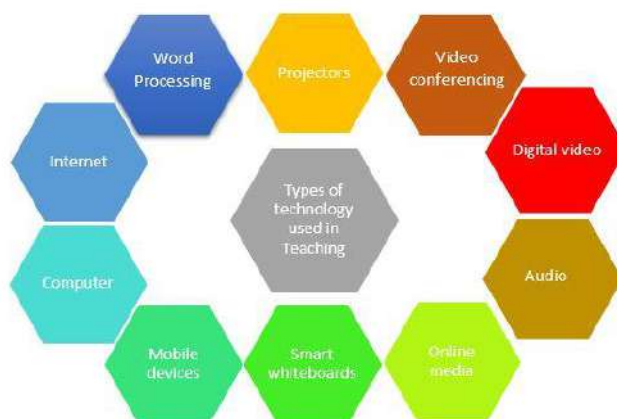 Word
Processing
Projectors
Video
conferencing
Internet
Digital video
Types of
technology
used in
Teaching
Computer
Audio
Mobile
devices
Smart
whiteboards
Online
media